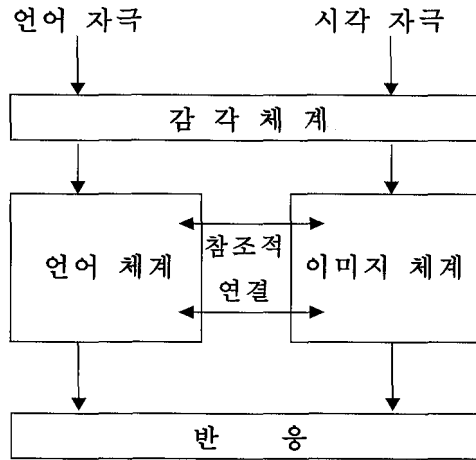 언어 자극 시각 자극
감 각 체 계
언어 체계 참조적 연결 이미지 체계
반 응